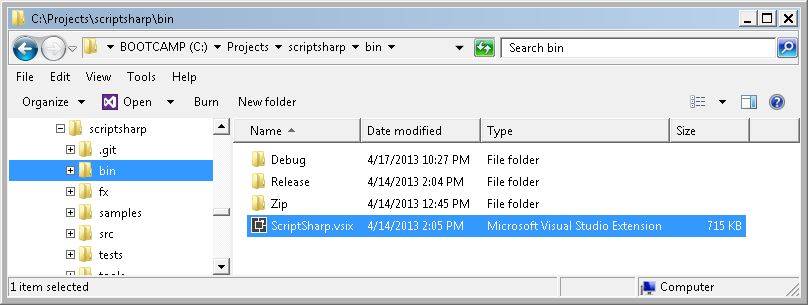 C:\Projects\scriptsharp\bin
BOOTCAMP (C:) Projects scriptsharp bin Search bin
File Edit View Tools Help
Organize Open Burn New folder
scriptsharp Name Date modified Type Size
.git
bin Debug 4/17/2013 10:27 PM File folder
fx Release 4/14/2013 2:04 PM File folder
samples Zip 4/14/2013 12:45 PM File folder
src ScriptSharp.vsix 4/14/2013 2:05 PM Microsoft Visual Studio Extension 715 KB
tests
1 item selected Computer